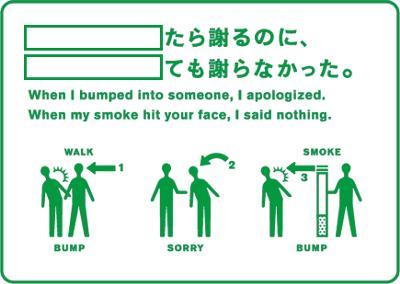 たら謝るのに、
ても謝らなかった。
When I bumped into someone, I apologized.
When my smoke hit your face, I said nothing.
WALK
1
BUMP
2
SORRY
SMOKE
3
BUMP